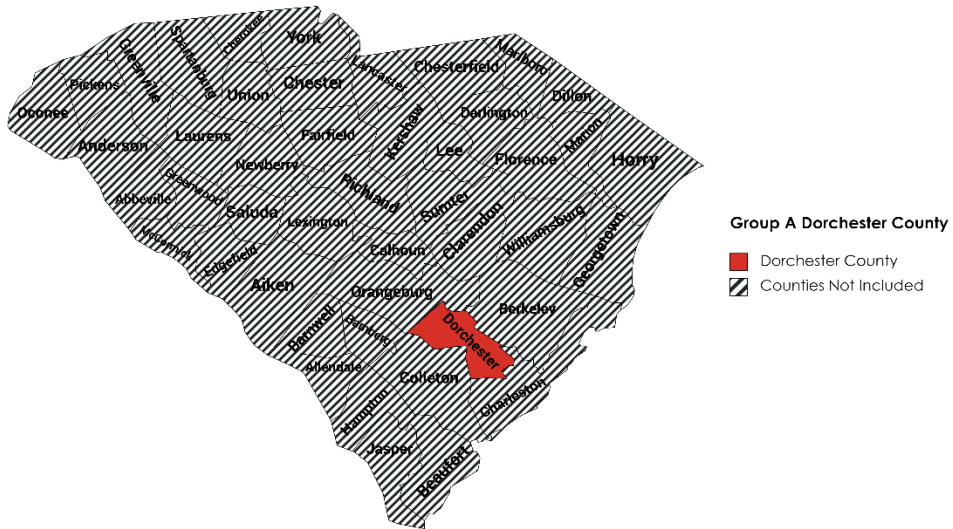 Cherokee
York
Spartanburg
Greenville
Pickens
Oconee
Union
Chester
Lancaster
Chesterfield
Marlboro
Dillon
Darlington
Marion
Anderson
Laurens
Fairfield
Kershaw
Lee
Florence
Horry
Newberry
Greenwood
Abbeville
Richland
Sumter
Saluda
Lexington
Clarendon
Williamsburg
Georgetown
McCormick
Edgefield
Calhoun
Aiken
Orangeburg
Berkeley
Barnwell
Bamberg
Dorchester
Allendale
Colleton
Charleston
Hampton
Jasper
Beaufort
Group A Dorchester County
Dorchester County
Counties Not Included